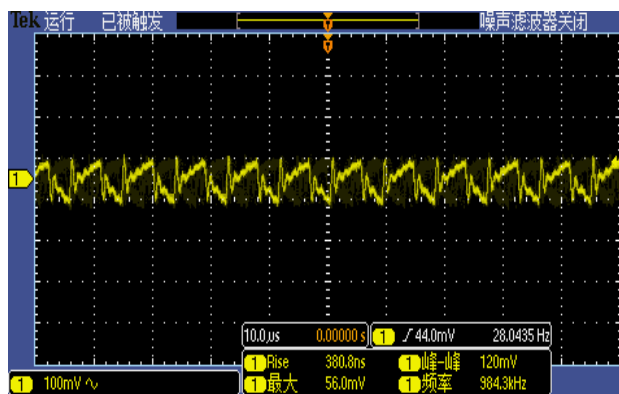 Tek 运行 已被触发 噪声滤波器关闭
1
10.0µs 0.00000 s 1 44.0mV 28.0435 Hz
1 Rise 380.8ns 1 峰-峰 120mV
1 100mV 1 最大 56.0mV 1 频率 984.3kHz